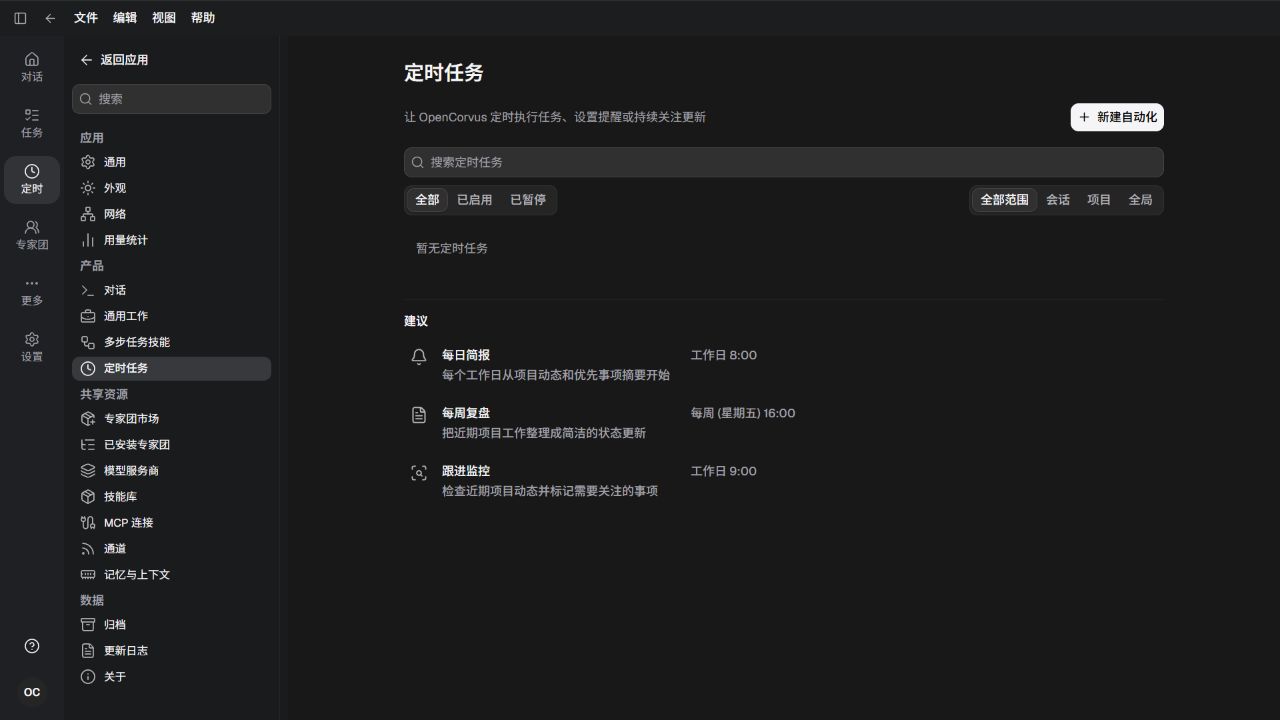 文件 编辑 视图 帮助
对话
任务
定时
专家团
更多
设置
OC
返回应用
搜索
应用
通用
外观
网络
用量统计
产品
对话
通用工作
多步任务技能
定时任务
共享资源
专家团市场
已安装专家团
模型服务商
技能库
MCP 连接
通道
记忆与上下文
数据
归档
更新日志
关于
定时任务
让 OpenCorvus 定时执行任务、设置提醒或持续关注更新
新建自动化
搜索定时任务
全部 已启用 已暂停
全部范围 会话 项目 全局
暂无定时任务
建议
每日简报 工作日 8:00
每个工作日从项目动态和优先事项摘要开始
每周复盘 每周 (星期五) 16:00
把近期项目工作整理成简洁的状态更新
跟进监控 工作日 9:00
检查近期项目动态并标记需要关注的事项